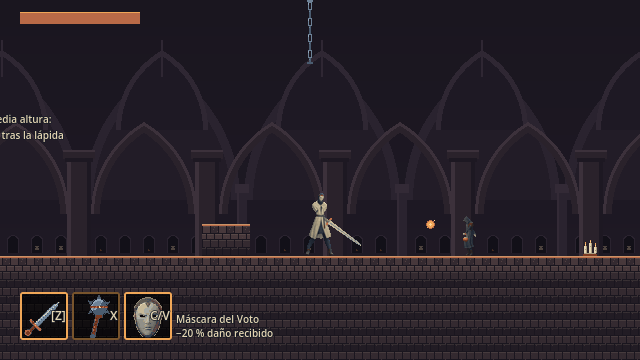 edia altura:
tras la lápida
[Z]
X
C/V
Máscara del Voto
−20 % daño recibido